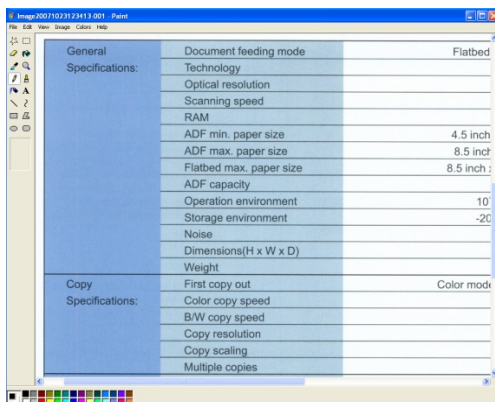 Image20071023123413-001 - Paint
File Edit View Image Colors Help
General Document feeding mode Flatbed
Specifications: Technology
Optical resolution
Scanning speed
RAM
ADF min. paper size 4.5 inch
ADF max. paper size 8.5 inch
Flatbed max. paper size 8.5 inch
ADF capacity
Operation environment 10
Storage environment -20
Noise
Dimensions(H x W x D)
Weight
Copy First copy out Color mode
Specifications: Color copy speed
B/W copy speed
Copy resolution
Copy scaling
Multiple copies